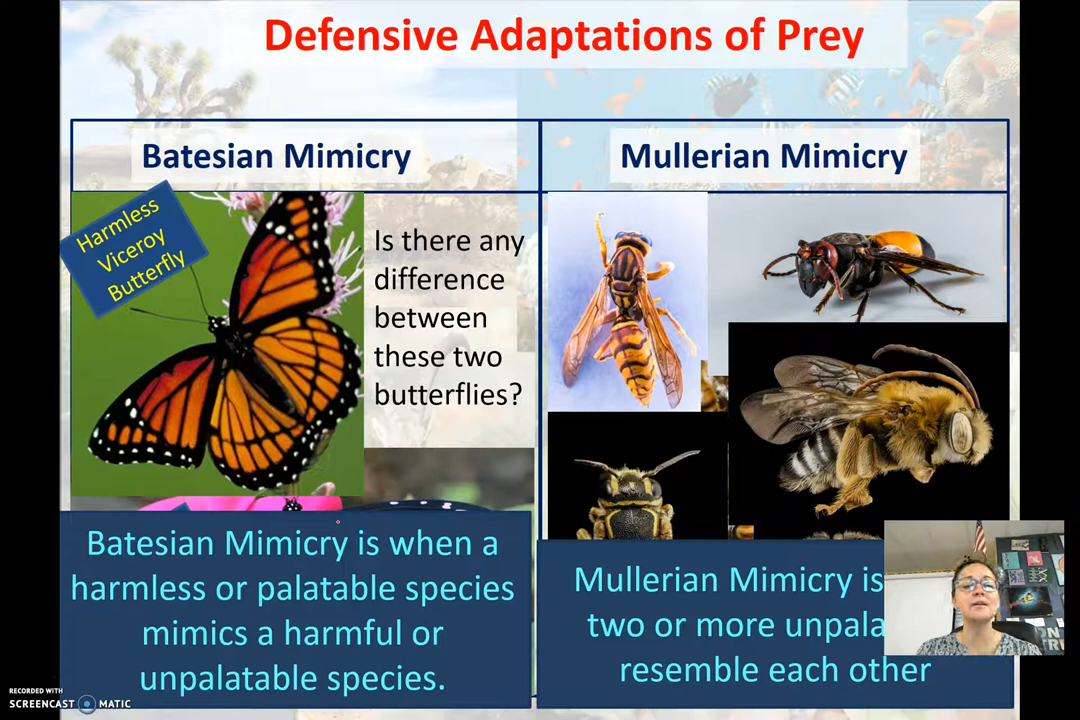 Defensive Adaptations of Prey
Batesian Mimicry
Harmless
Viceroy
Butterfly
Is there any
difference
between
these two
butterflies?
Batesian Mimicry is when a
harmless or palatable species
mimics a harmful or
unpalatable species.
Mullerian Mimicry
Mullerian Mimicry is
two or more
resemble each other
RECORDED WITH
SCREENCAST MATIC